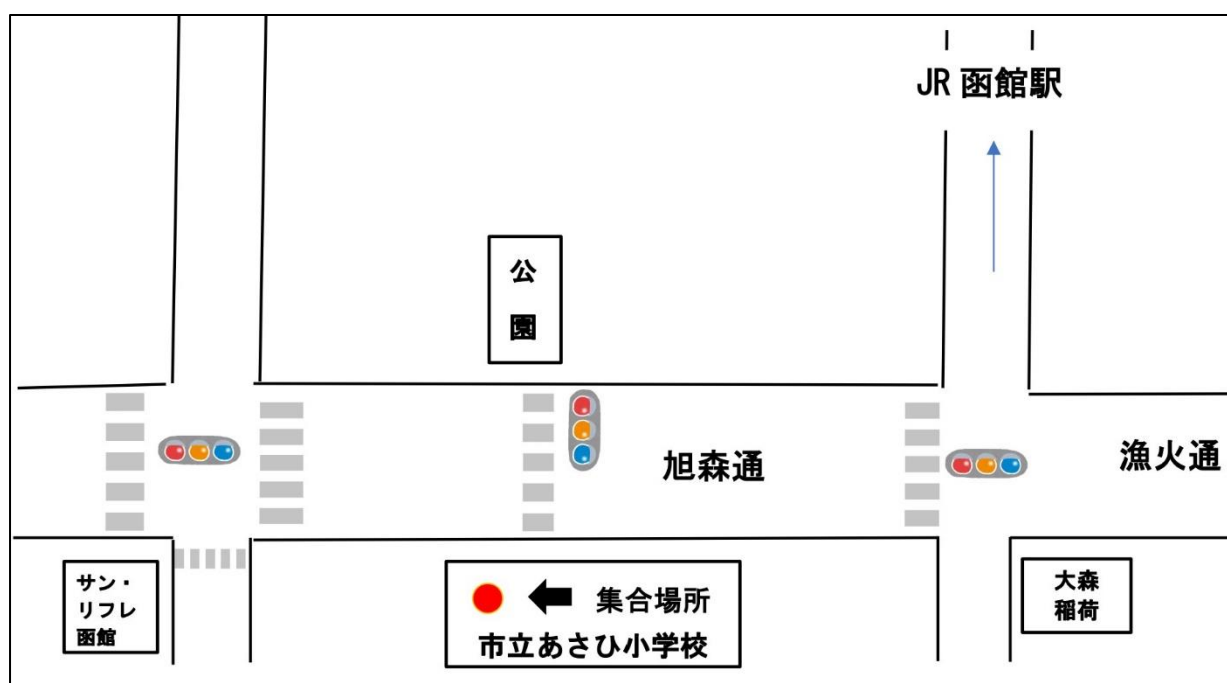 JR 函館駅
公
園
旭森通
漁火通
サン・
リフレ
函館
集合場所
市立あさひ小学校
大森
稲荷